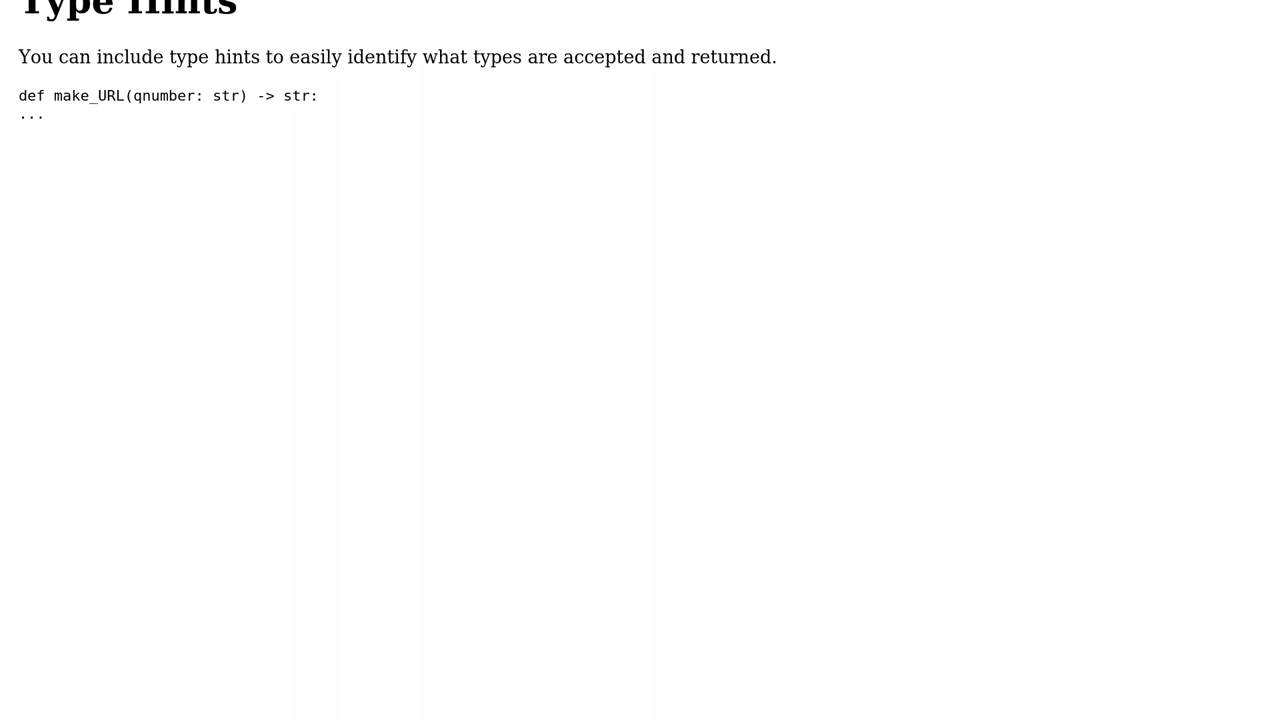 Type Hints
You can include type hints to easily identify what types are accepted and returned.
def make_URL(qnumber: str) -> str:
...